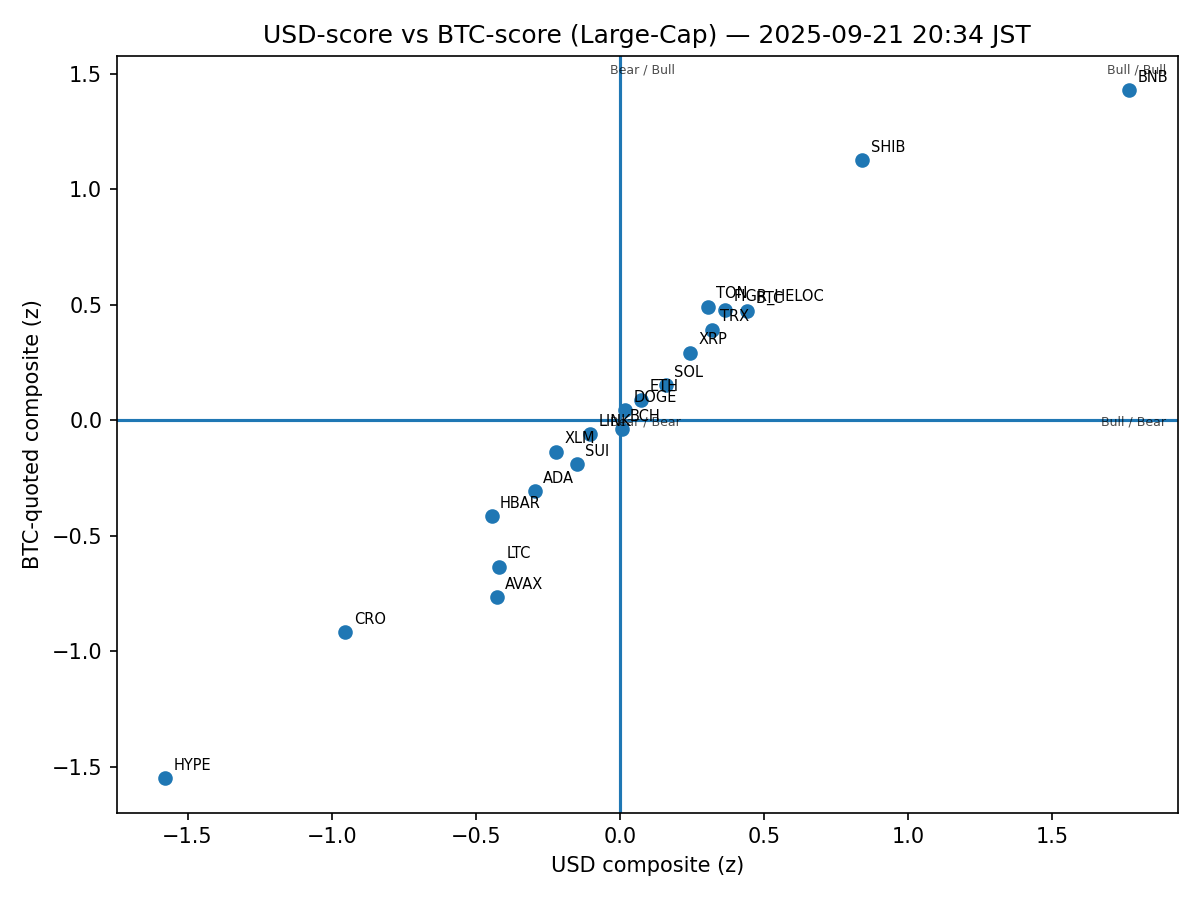 USD-score vs BTC-score (Large-Cap) — 2025-09-21 20:34 JST
Bear / Bull
Bull / Bull
BNB
SHIB
TON
FIGR_HELOC
BTC
TRX
XRP
SOL
ETH
DOGE
BCH
LINK
Bear / Bear
Bull / Bear
XLM
SUI
ADA
HBAR
LTC
AVAX
CRO
HYPE
1.5
1.0
0.5
0.0
−0.5
−1.0
−1.5
BTC-quoted composite (z)
−1.5
−1.0
−0.5
0.0
0.5
1.0
1.5
USD composite (z)